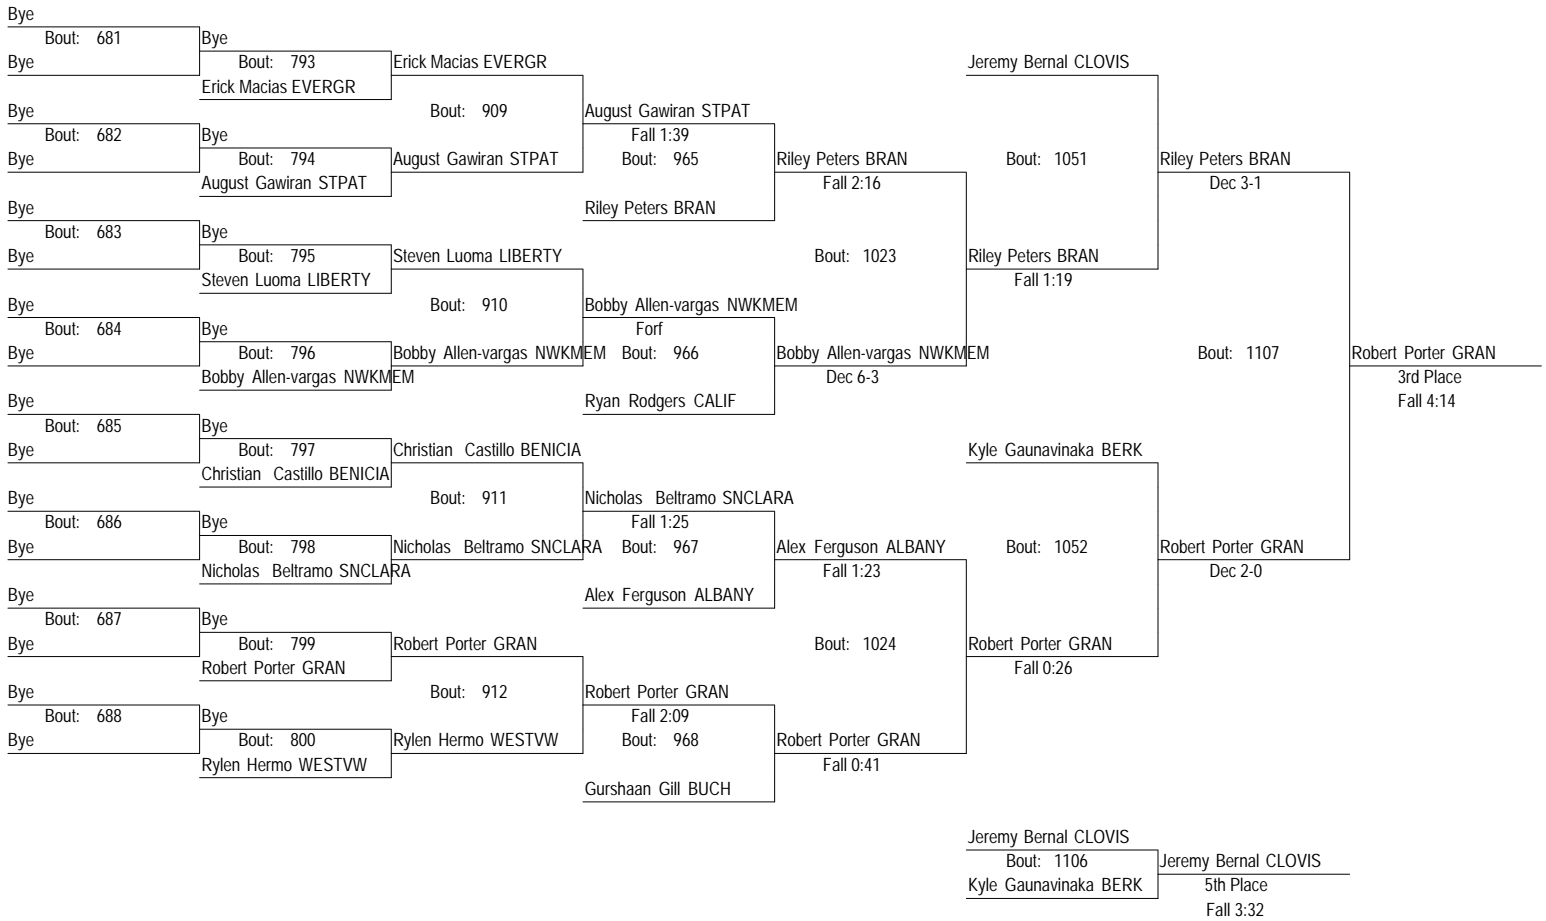 Bye
Bout: 681
Bye
Bye
Bout: 682
Bye
Bye
Bout: 683
Bye
Bye
Bout: 684
Bye
Bye
Bout: 685
Bye
Bye
Bout: 686
Bye
Bye
Bout: 687
Bye
Bye
Bout: 688
Bye
Bye
Bout: 793
Erick Macias EVERGR
Bye
Bout: 794
August Gawiran STPAT
Bye
Bout: 795
Steven Luoma LIBERTY
Bye
Bout: 796
Bobby Allen-vargas NWKMEM
Bye
Bout: 797
Christian Castillo BENICIA
Bye
Bout: 798
Nicholas Beltramo SNCLARA
Bye
Bout: 799
Robert Porter GRAN
Bye
Bout: 800
Rylen Hermo WESTVW
Erick Macias EVERGR
Bout: 909
August Gawiran STPAT
Steven Luoma LIBERTY
Bout: 910
Bobby Allen-vargas NWKMEM
Christian Castillo BENICIA
Bout: 911
Nicholas Beltramo SNCLARA
Robert Porter GRAN
Bout: 912
Rylen Hermo WESTVW
August Gawiran STPAT
Fall 1:39
Bout: 965
Riley Peters BRAN
Bobby Allen-vargas NWKMEM
Forf
Bout: 966
Ryan Rodgers CALIF
Nicholas Beltramo SNCLARA
Fall 1:25
Bout: 967
Alex Ferguson ALBANY
Robert Porter GRAN
Fall 2:09
Bout: 968
Gurshaan Gill BUCH
Riley Peters BRAN
Fall 2:16
Bout: 1023
Bobby Allen-vargas NWKMEM
Dec 6-3
Alex Ferguson ALBANY
Fall 1:23
Bout: 1024
Robert Porter GRAN
Fall 0:41
Jeremy Bernal CLOVIS
Bout: 1051
Riley Peters BRAN
Fall 1:19
Kyle Gaunavinaka BERK
Bout: 1052
Robert Porter GRAN
Fall 0:26
Riley Peters BRAN
Dec 3-1
Bout: 1107
Robert Porter GRAN
Dec 2-0
Robert Porter GRAN
3rd Place
Fall 4:14
Jeremy Bernal CLOVIS
Bout: 1106
Kyle Gaunavinaka BERK
Jeremy Bernal CLOVIS
5th Place
Fall 3:32